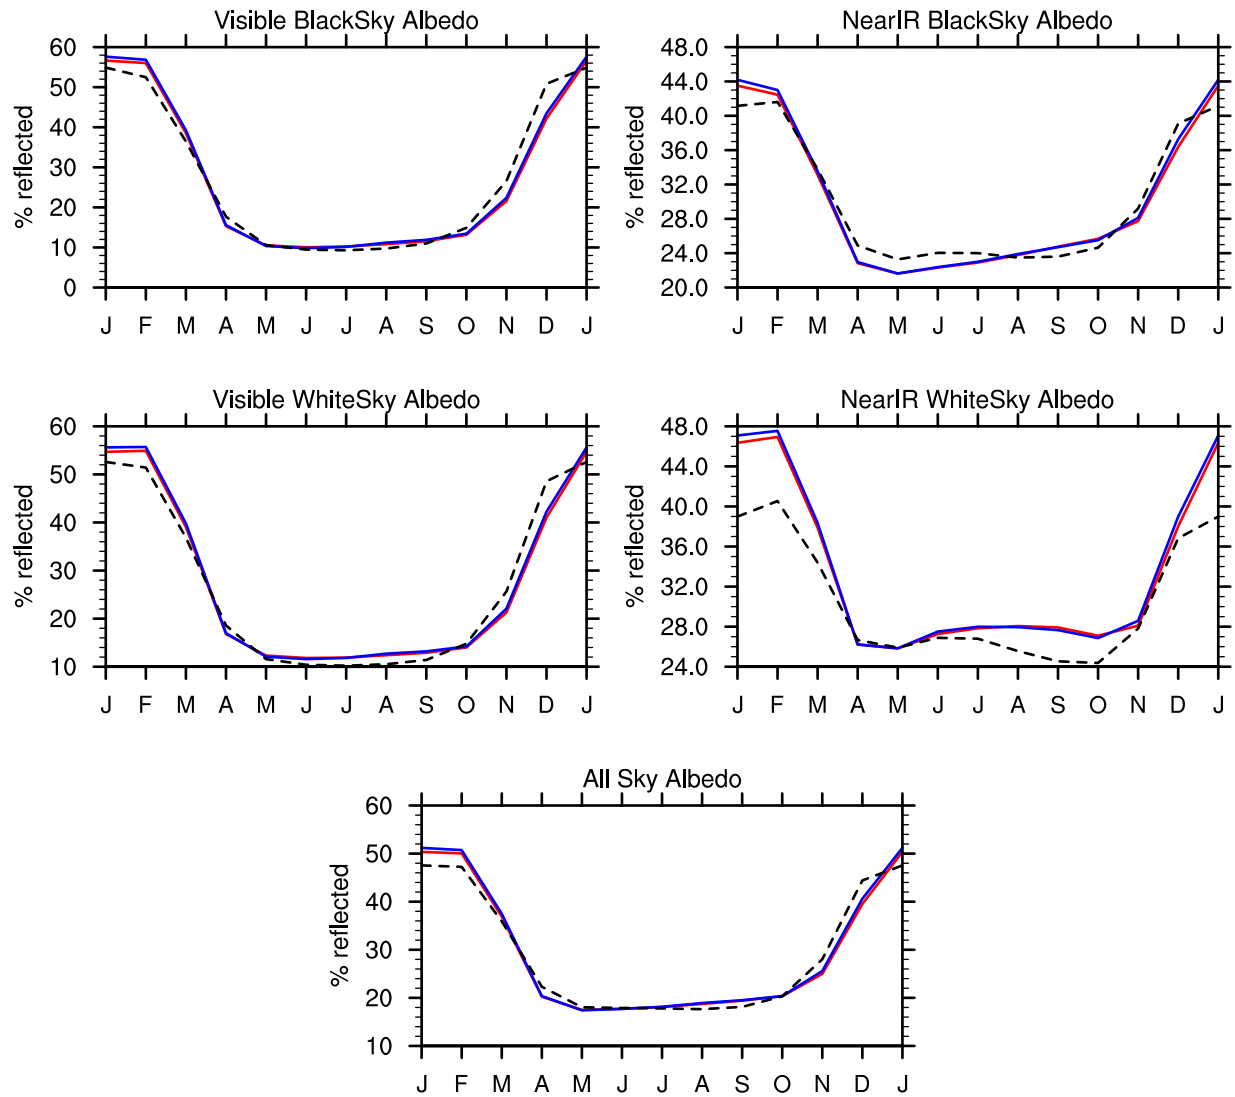 Visible BlackSky Albedo
% reflected
60
50
40
30
20
10
0
J F M A M J J A S O N D J
NearIR BlackSky Albedo
% reflected
48.0
44.0
40.0
36.0
32.0
28.0
24.0
20.0
J F M A M J J A S O N D J
Visible WhiteSky Albedo
% reflected
60
50
40
30
20
10
J F M A M J J A S O N D J
NearIR WhiteSky Albedo
% reflected
48.0
44.0
40.0
36.0
32.0
28.0
24.0
J F M A M J J A S O N D J
All Sky Albedo
% reflected
60
50
40
30
20
10
J F M A M J J A S O N D J